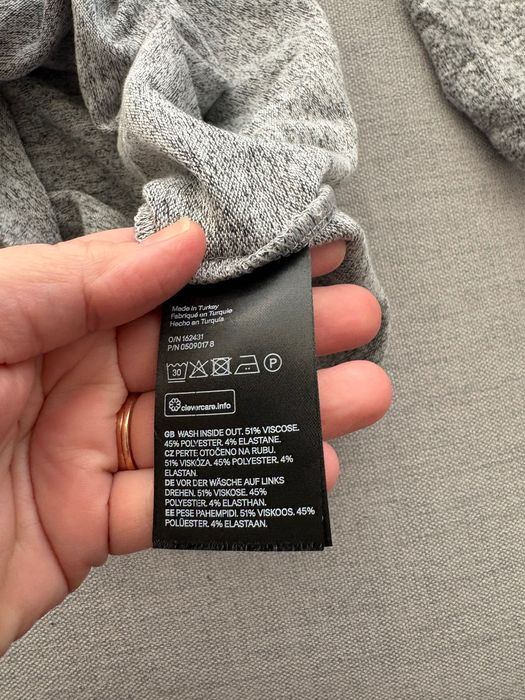 Made in Turkey
Fabriqué en Turquie
Hecho en Turquía
O/N 162431
P/N 0509017 8
30
P
clevercare.info
GB WASH INSIDE OUT. 51% VISCOSE.
45% POLYESTER. 4% ELASTANE.
CZ PERTE OTOČENO NA RUBU.
51% VISKÓZA. 45% POLYESTER. 4%
ELASTAN.
DE VOR DER WÄSCHE AUF LINKS
DREHEN. 51% VISKOSE. 45%
POLYESTER. 4% ELASTHAN.
EE PESE PAHEMPIDI. 51% VISKOOS. 45%
POLÜESTER. 4% ELASTAAN.